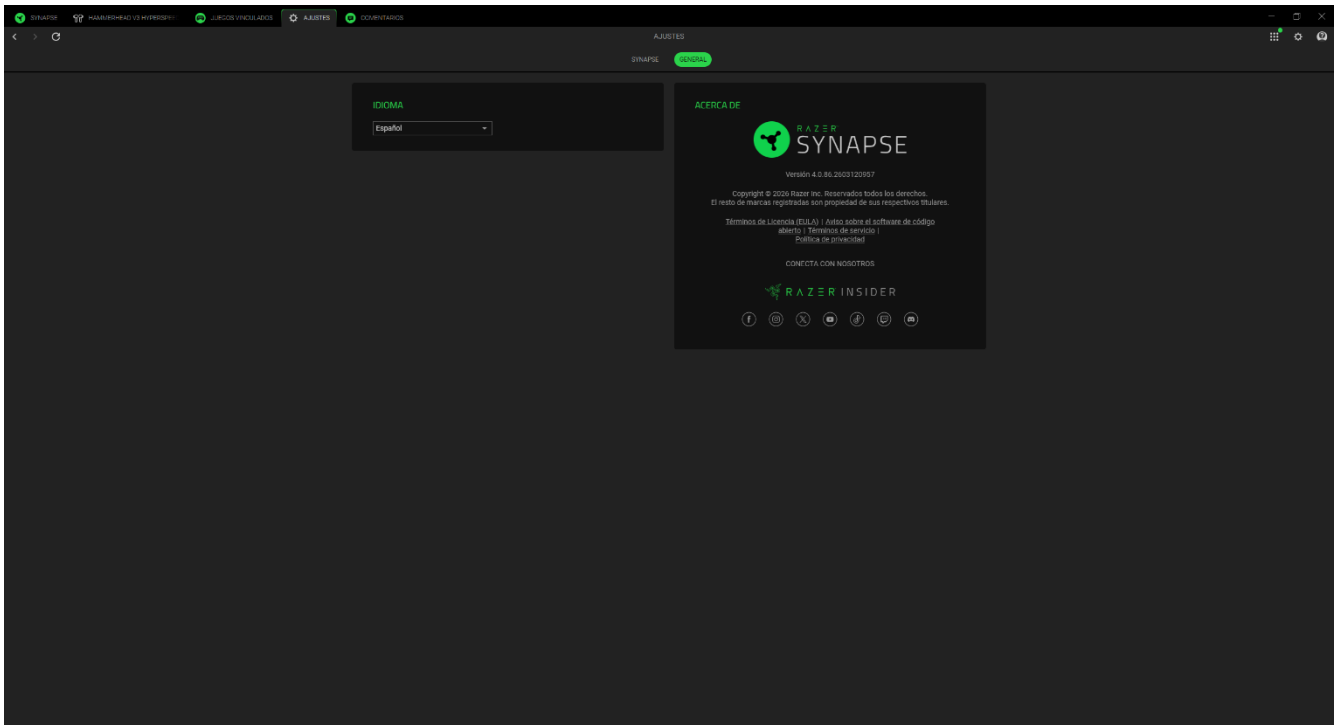 SYNAPSE HAMMERHEAD V3 HYPERSPEE JUEGOS VINCULADOS AJUSTES COMENTARIOS
AJUSTES
SYNAPSE GENERAL
IDIOMA
Español
ACERCA DE
RAZER
SYNAPSE
Versión 4.0.86.2603120957
Copyright © 2026 Razer Inc. Reservados todos los derechos.
El resto de marcas registradas son propiedad de sus respectivos titulares.
Términos de Licencia (EULA) | Aviso sobre el software de código
abierto | Términos de servicio |
Política de privacidad
CONECTA CON NOSOTROS
RAZER INSIDER